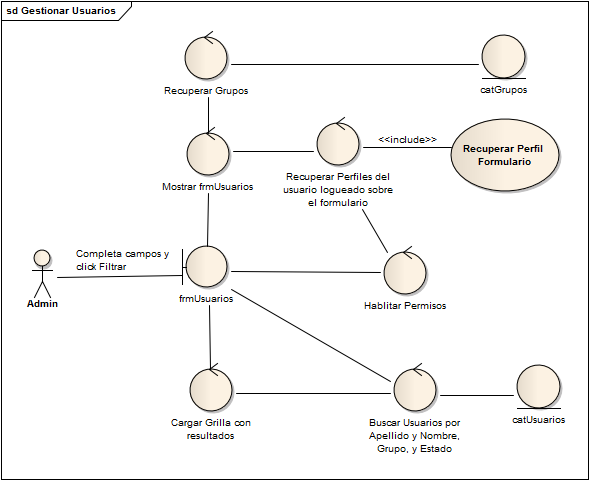 sd Gestionar Usuarios
Recuperar Grupos
catGrupos
<<include>>
Recuperar Perfil
Formulario
Mostrar frmUsuarios
Recuperar Perfiles del
usuario logueado sobre
el formulario
Completa campos y
click Filtrar
Admin
frmUsuarios
Hablitar Permisos
Cargar Grilla con
resultados
Buscar Usuarios por
Apellido y Nombre,
Grupo, y Estado
catUsuarios